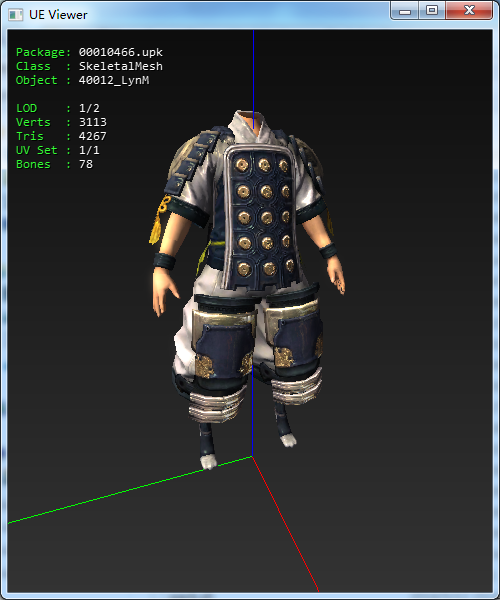 UE Viewer
Package: 00010466.upk
Class : SkeletalMesh
Object : 40012_LynM
LOD : 1/2
Verts : 3113
Tris : 4267
UV Set : 1/1
Bones : 78